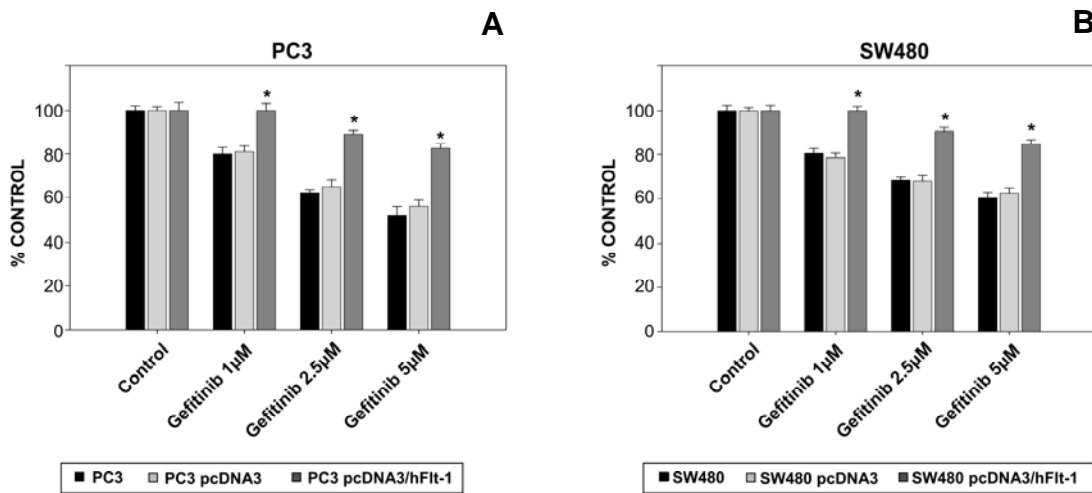 A
PC3
% CONTROL
100
80
60
40
20
0
* * *
Control
Gefitinib 1µM
Gefitinib 2.5µM
Gefitinib 5µM
PC3 PC3 pcDNA3 PC3 pcDNA3/hFlt-1
B
SW480
% CONTROL
100
80
60
40
20
0
* * *
Control
Gefitinib 1µM
Gefitinib 2.5µM
Gefitinib 5µM
SW480 SW480 pcDNA3 SW480 pcDNA3/hFlt-1